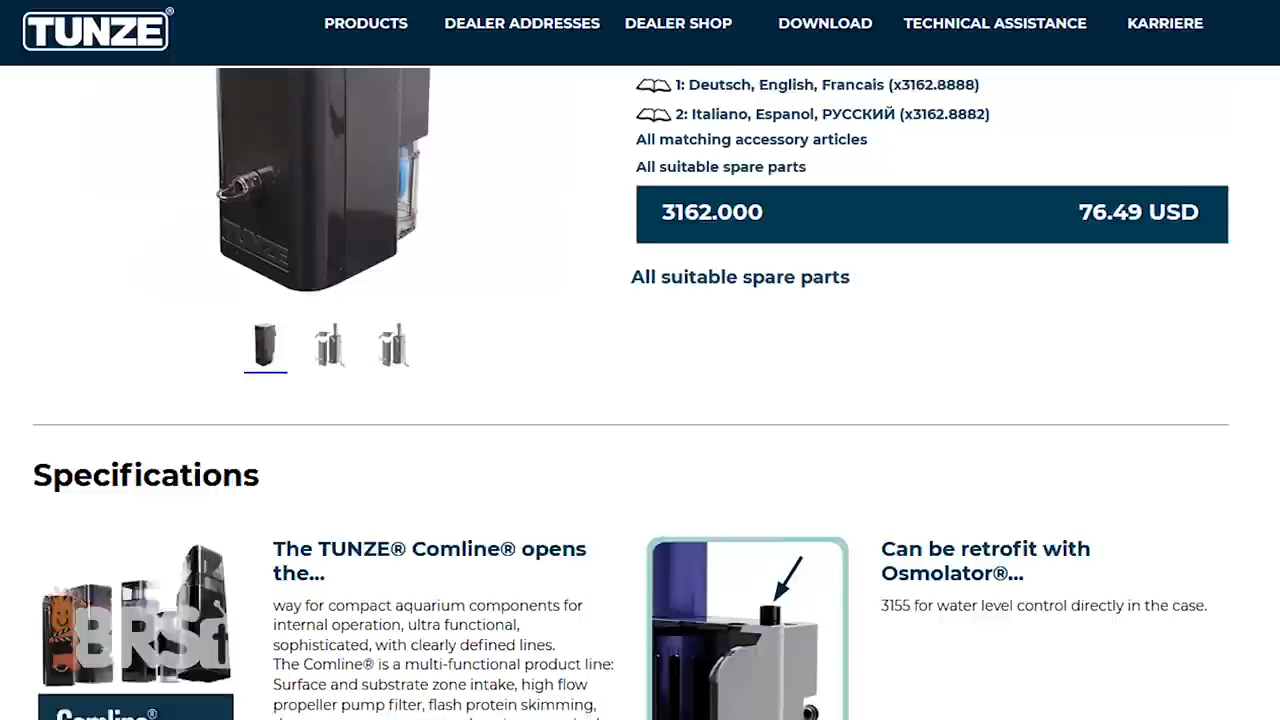 TUNZE®
PRODUCTS
DEALER ADDRESSES
DEALER SHOP
DOWNLOAD
TECHNICAL ASSISTANCE
KARRIERE
1: Deutsch, English, Francais (x3162.8888)
2: Italiano, Espanol, РУССКИЙ (x3162.8882)
All matching accessory articles
All suitable spare parts
3162.000
76.49 USD
All suitable spare parts
TUNZE
Specifications
The TUNZE® Comline® opens
the...
way for compact aquarium components for
internal operation, ultra functional,
sophisticated, with clearly defined lines.
The Comline® is a multi-functional product line:
Surface and substrate zone intake, high flow
propeller pump filter, flash protein skimming,
BRS
Comline®
Can be retrofit with
Osmolator®...
3155 for water level control directly in the case.